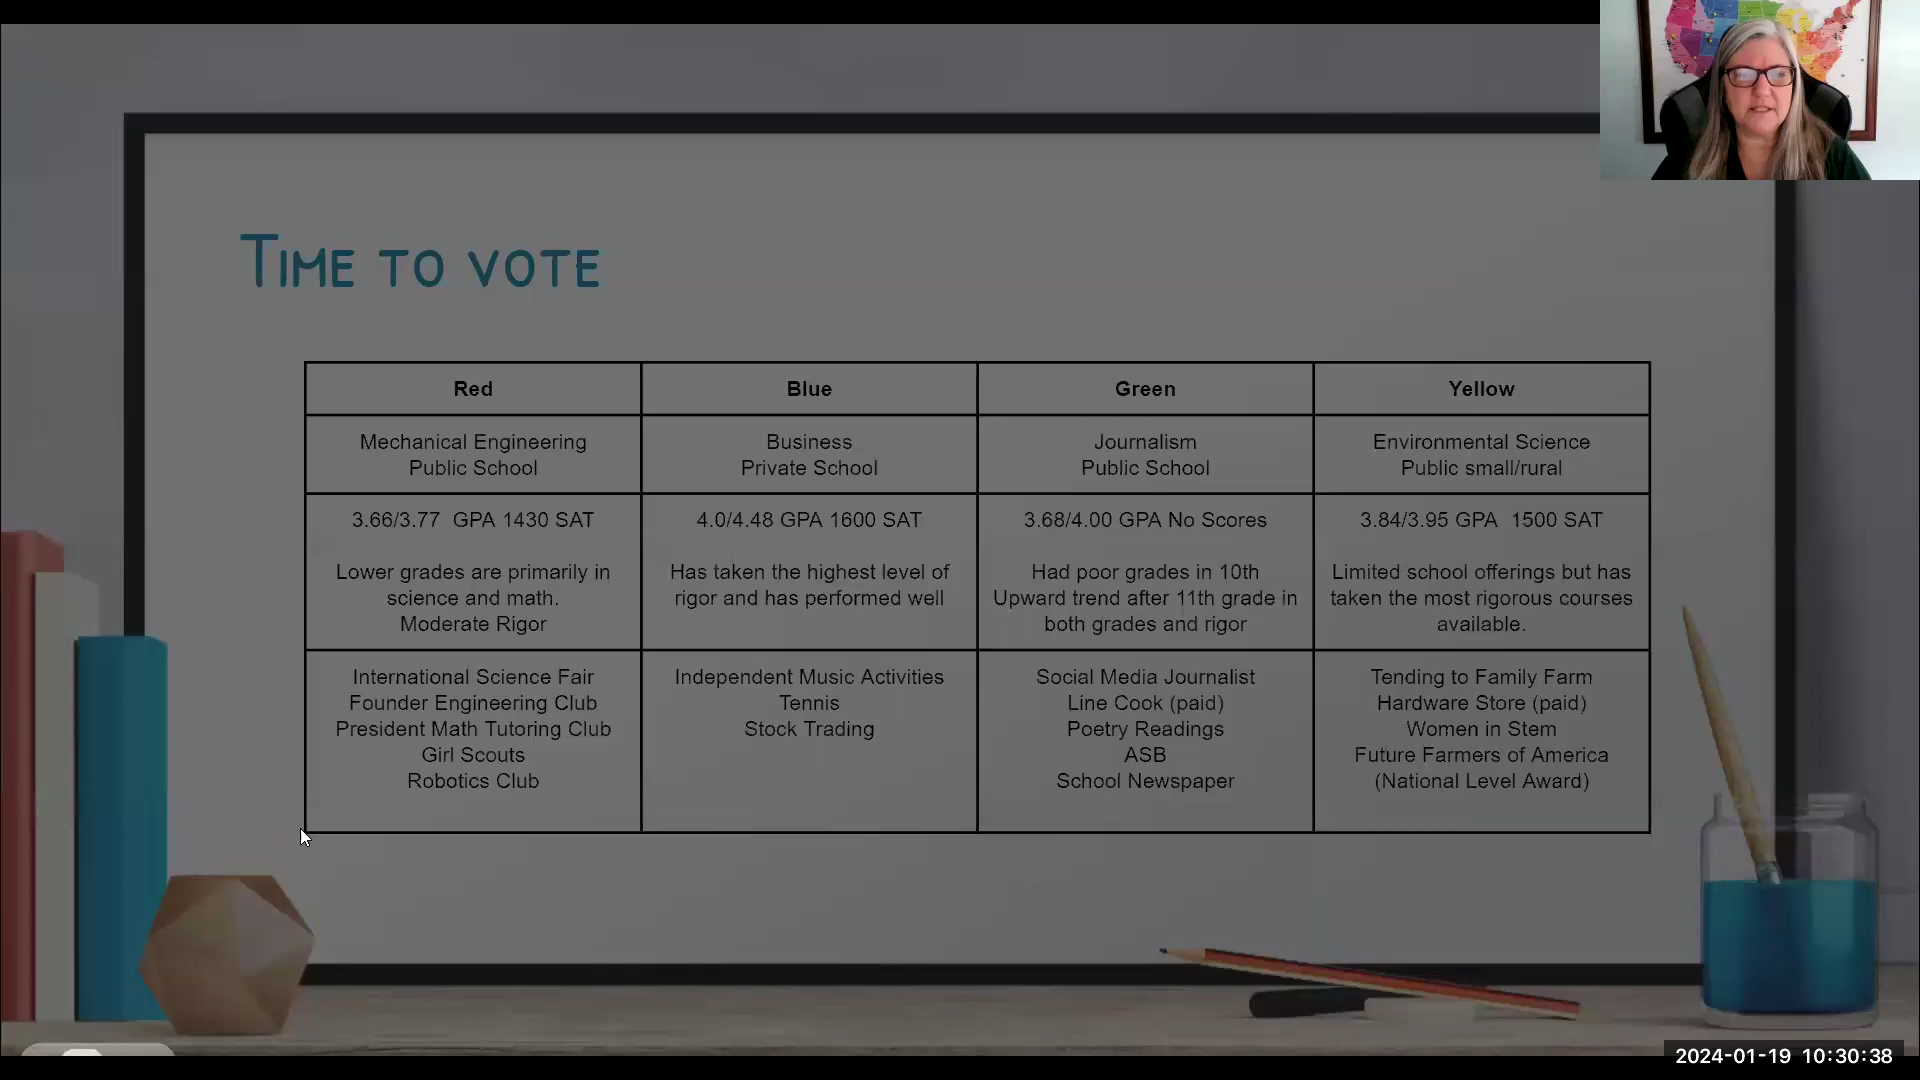 Time to vote
Red
Blue
Green
Yellow
Mechanical Engineering
Public School
Business
Private School
Journalism
Public School
Environmental Science
Public small/rural
3.66/3.77 GPA 1430 SAT
Lower grades are primarily in
science and math.
Moderate Rigor
4.0/4.48 GPA 1600 SAT
Has taken the highest level of
rigor and has performed well
3.68/4.00 GPA No Scores
Had poor grades in 10th
Upward trend after 11th grade in
both grades and rigor
3.84/3.95 GPA 1500 SAT
Limited school offerings but has
taken the most rigorous courses
available.
International Science Fair
Founder Engineering Club
President Math Tutoring Club
Girl Scouts
Robotics Club
Independent Music Activities
Tennis
Stock Trading
Social Media Journalist
Line Cook (paid)
Poetry Readings
ASB
School Newspaper
Tending to Family Farm
Hardware Store (paid)
Women in Stem
Future Farmers of America
(National Level Award)
2024-01-19 10:30:38